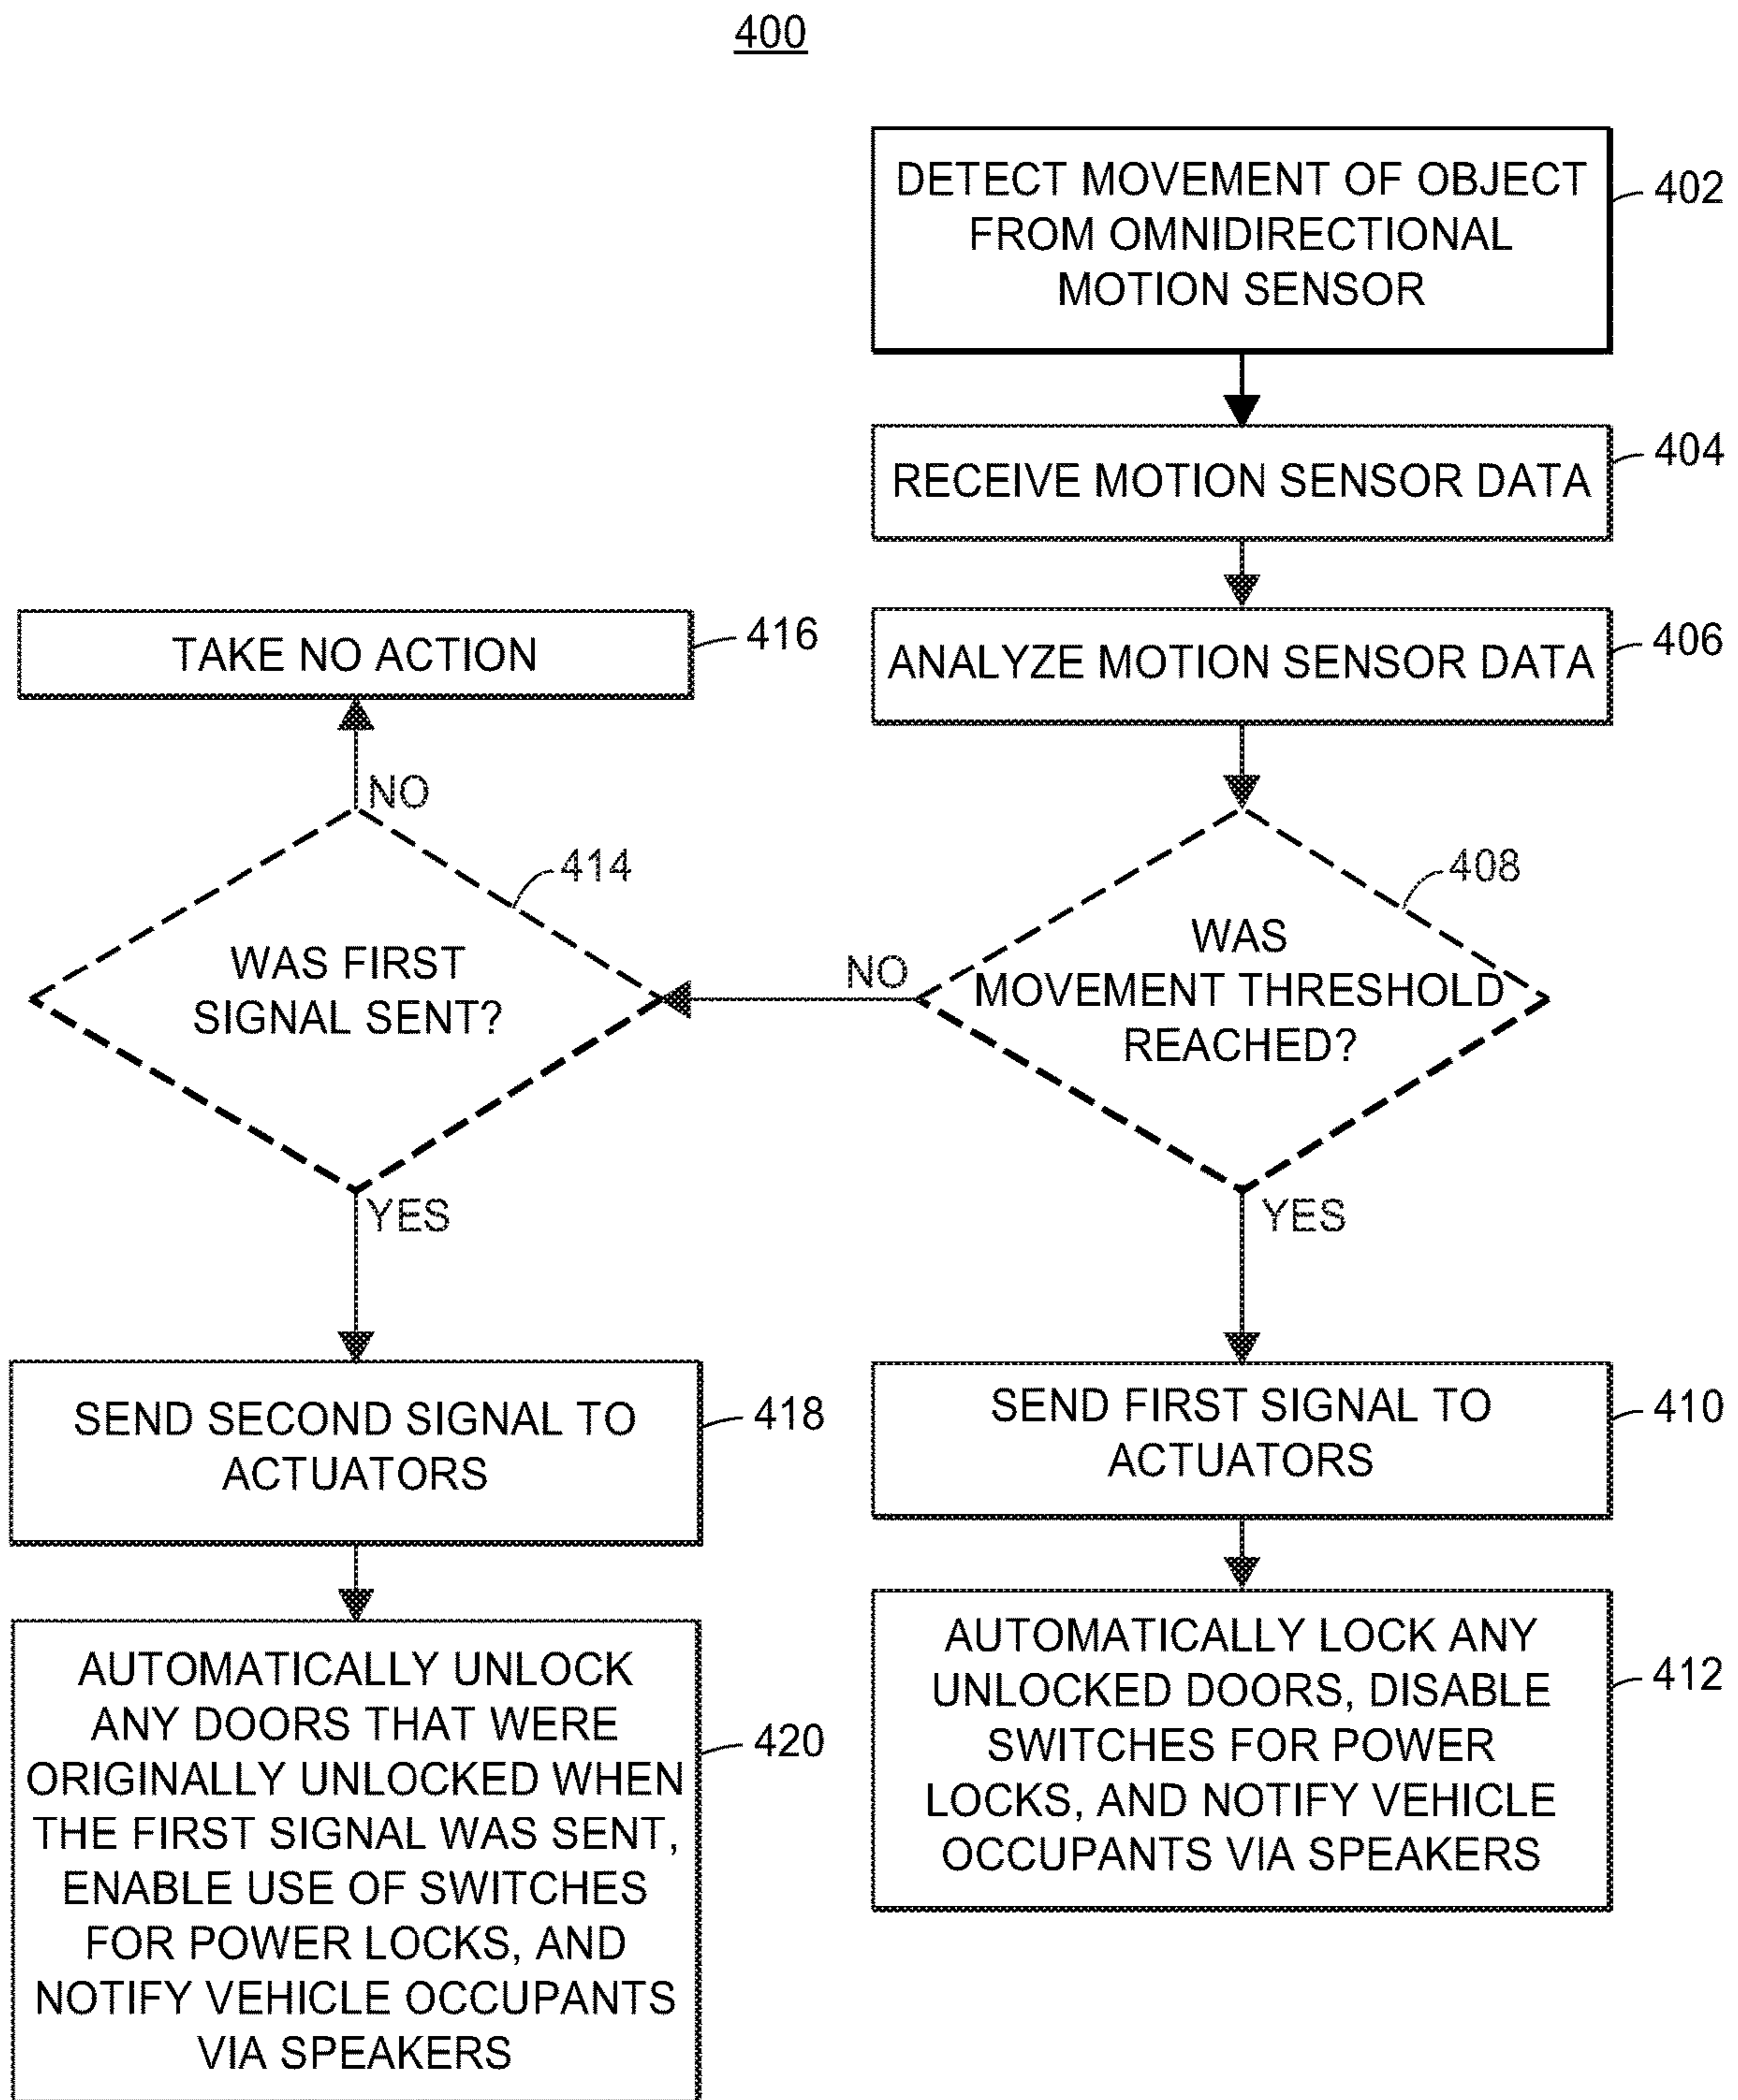 400
DETECT MOVEMENT OF OBJECT
FROM OMNIDIRECTIONAL
MOTION SENSOR
402
RECEIVE MOTION SENSOR DATA
404
ANALYZE MOTION SENSOR DATA
406
TAKE NO ACTION
416
NO
414
WAS FIRST
SIGNAL SENT?
YES
NO
408
WAS
MOVEMENT THRESHOLD
REACHED?
YES
SEND SECOND SIGNAL TO
ACTUATORS
418
SEND FIRST SIGNAL TO
ACTUATORS
410
AUTOMATICALLY UNLOCK
ANY DOORS THAT WERE
ORIGINALLY UNLOCKED WHEN
THE FIRST SIGNAL WAS SENT,
ENABLE USE OF SWITCHES
FOR POWER LOCKS, AND
NOTIFY VEHICLE OCCUPANTS
VIA SPEAKERS
420
AUTOMATICALLY LOCK ANY
UNLOCKED DOORS, DISABLE
SWITCHES FOR POWER
LOCKS, AND NOTIFY VEHICLE
OCCUPANTS VIA SPEAKERS
412